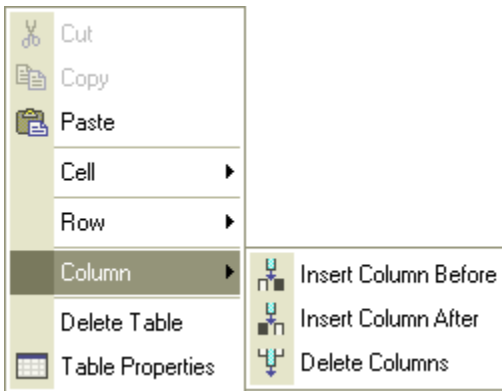 Cut
Copy
Paste
Cell
Row
Column
Insert Column Before
Insert Column After
Delete Table
Delete Columns
Table Properties